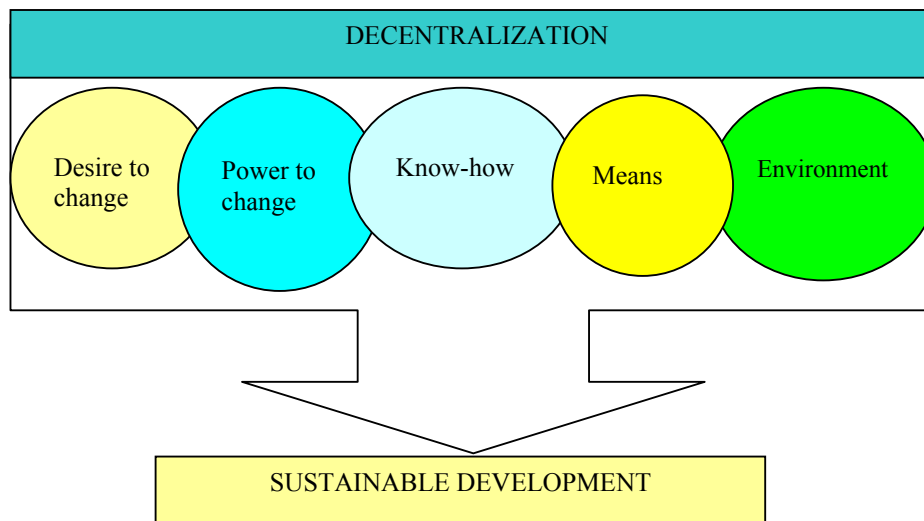 DECENTRALIZATION
Desire to
change
Power to
change
Know-how
Means
Environment
SUSTAINABLE DEVELOPMENT